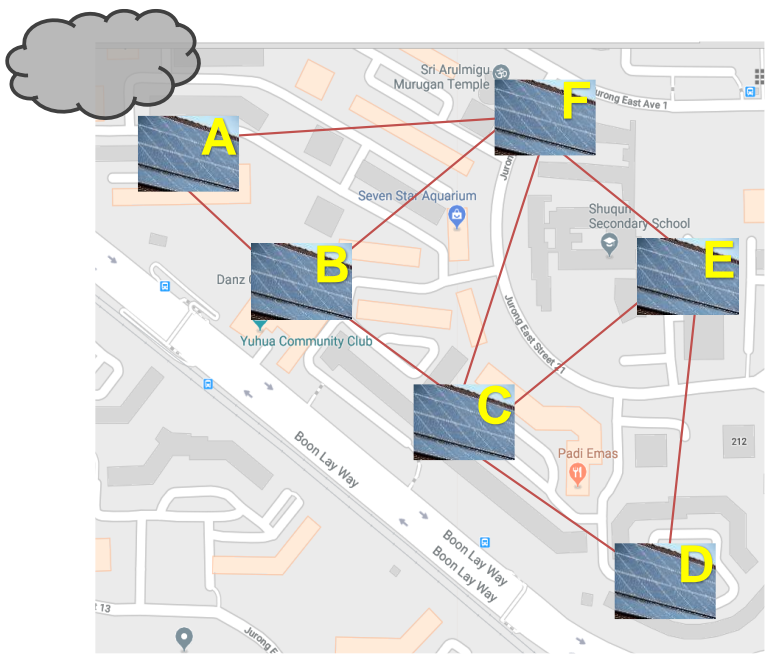 Sri Arulmigu
Murugan Temple
F
Jurong East Ave 1
A
Seven Star Aquarium
Shuqun
Secondary School
E
B
Danz
Yuhua Community Club
Jurong East Street 21
C
212
Padi Emas
Boon Lay Way
Boon Lay Way
Boon Lay Way
D
t 13